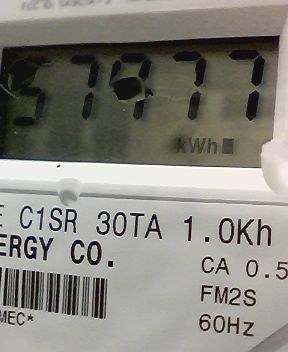 57977
kWh
E C1SR 30TA 1.0Kh
ERGY CO.
CA 0.5
FM2S
MEC*
60Hz